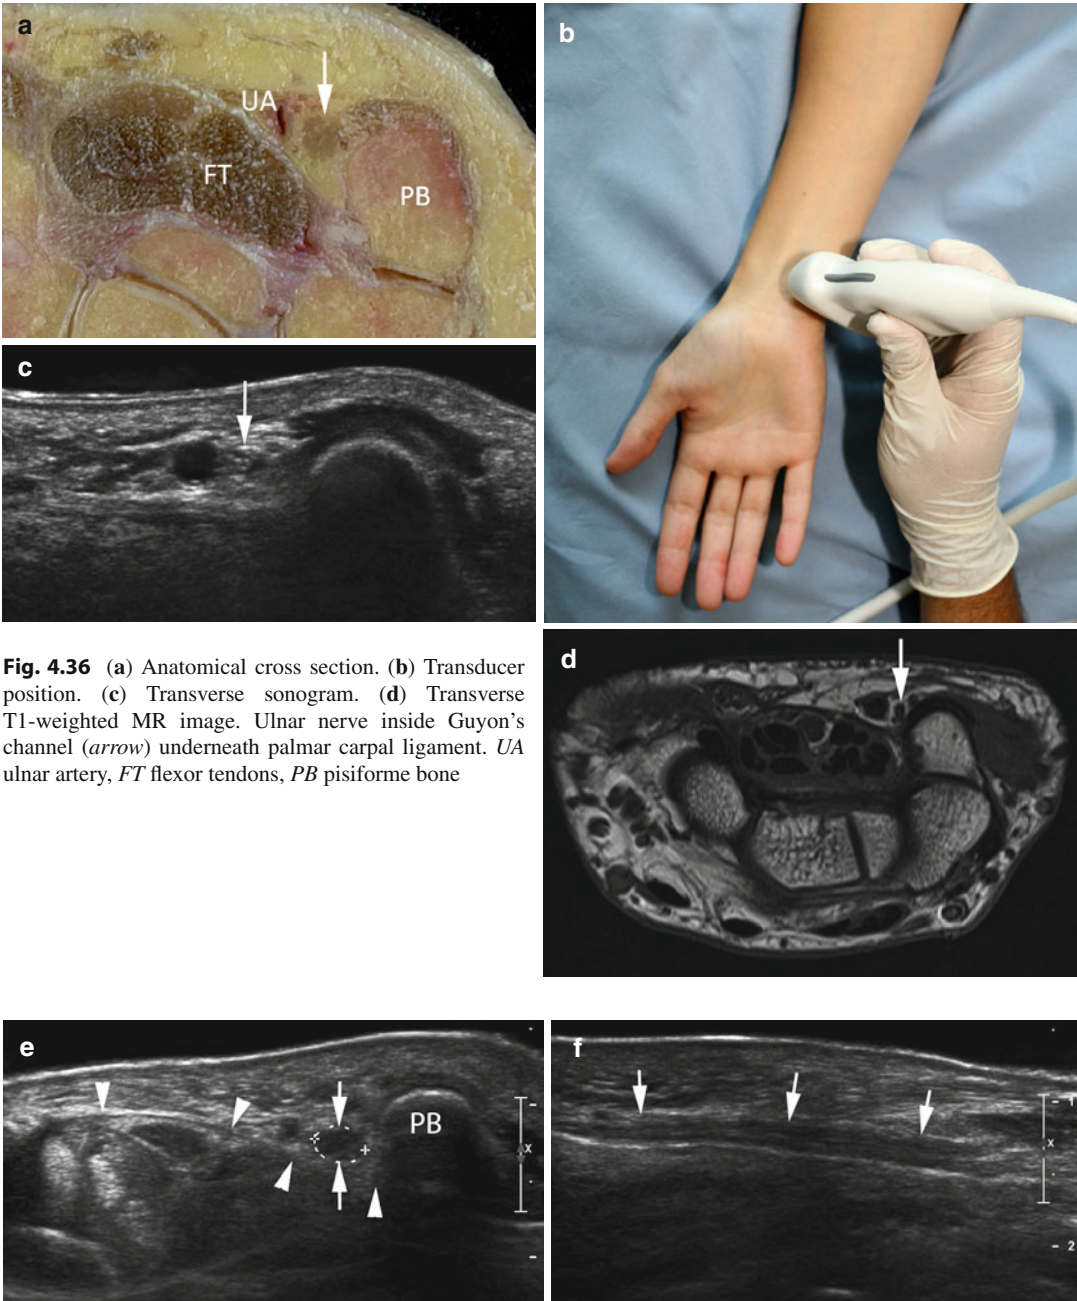 a
UA
FT
PB
b
c
Fig. 4.36 (a) Anatomical cross section. (b) Transducer
position. (c) Transverse sonogram. (d) Transverse
T1-weighted MR image. Ulnar nerve inside Guyon's
channel (arrow) underneath palmar carpal ligament. UA
ulnar artery, FT flexor tendons, PB pisiforme bone
d
e
PB
X
f
1
X
2